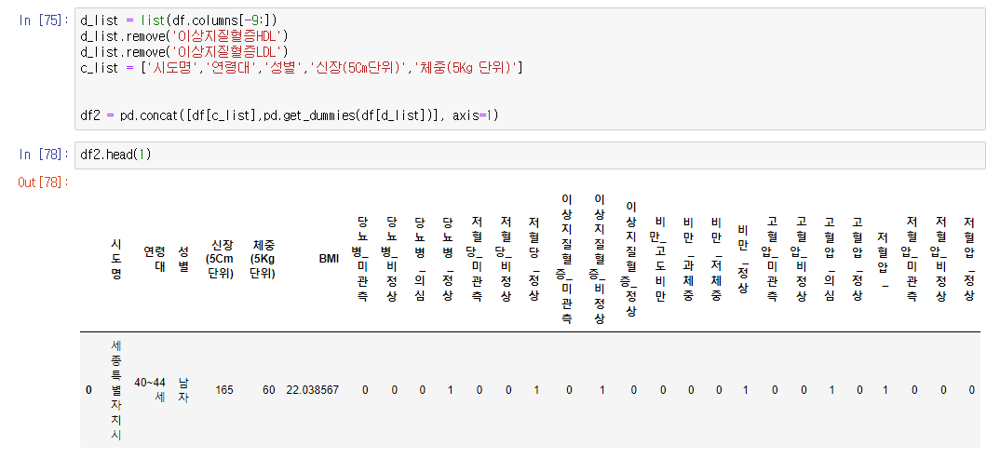 In [75]: d_list = list(df.columns[-9:])
d_list.remove('이상지질혈증HDL')
d_list.remove('이상지질혈증LDL')
c_list = ['시도명','연령대','성별','신장(5Cm단위)','체중(5Kg 단위)']
df2 = pd.concat([df[c_list],pd.get_dummies(df[d_list])], axis=1)
In [78]: df2.head(1)
Out[78]:
시도명 연령대 성별 신장(5Cm단위) 체중(5Kg단위) BMI 당뇨병_미관측 당뇨병_비정상 당뇨병_의심 당뇨병_정상 저혈당_미관측 저혈당_비정상 저혈당_정상 이상지질혈증_미관측 이상지질혈증_비정상 이상지질혈증_정상 비만_고도비만 비만_과체중 비만_저체중 비만_정상 고혈압_미관측 고혈압_비정상 고혈압_의심 고혈압_정상 저혈압_ 저혈압_미관측 저혈압_비정상 저혈압_정상
0 세종특별자치시 40~44세 남자 165 60 22.038567 0 0 0 1 0 0 1 0 1 0 0 0 0 1 0 0 1 0 1 0 0 0